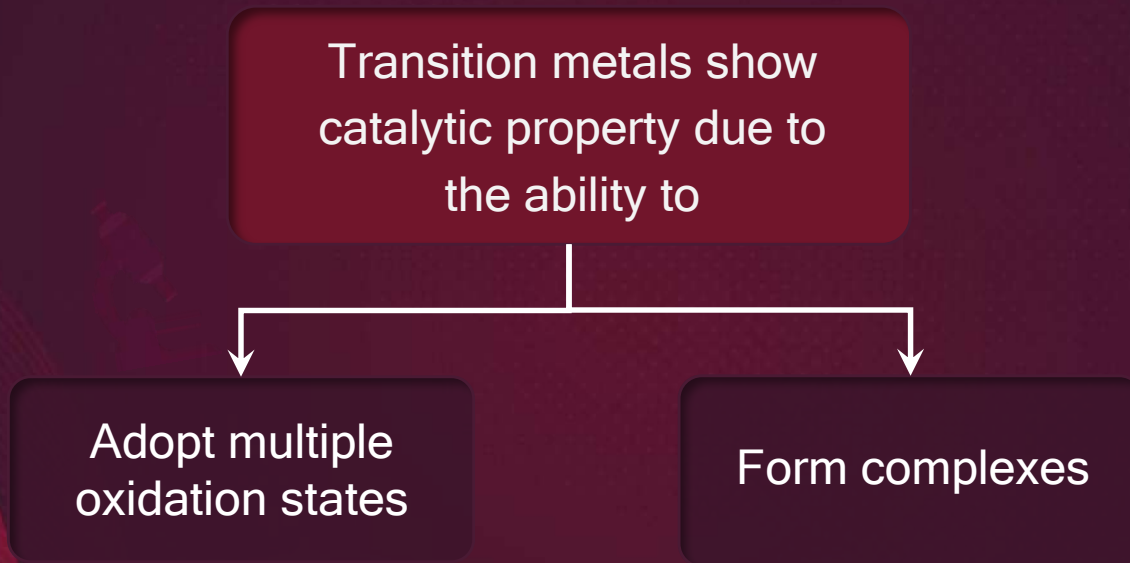 Transition metals show
catalytic property due to
the ability to
Adopt multiple
oxidation states
Form complexes